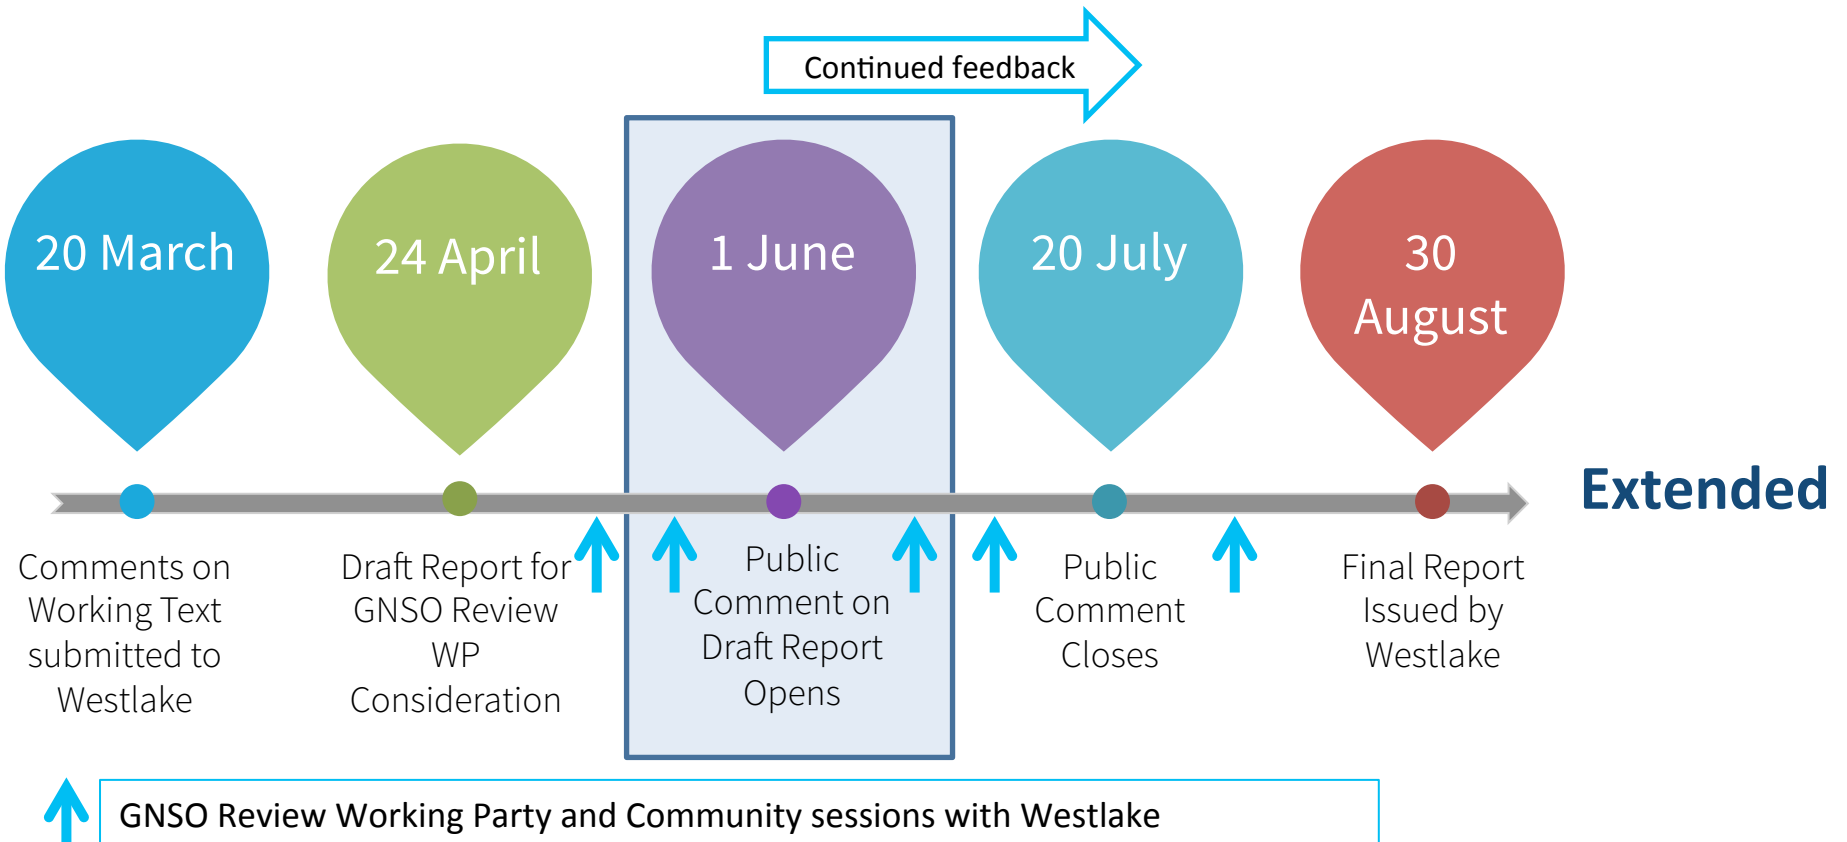 Continued feedback
20 March
24 April
1 June
20 July
30
August
Extended
Comments on
Working Text
submitted to
Westlake
Draft Report for
GNSO Review
WP
Consideration
Public
Comment on
Draft Report
Opens
Public
Comment
Closes
Final Report
Issued by
Westlake
GNSO Review Working Party and Community sessions with Westlake